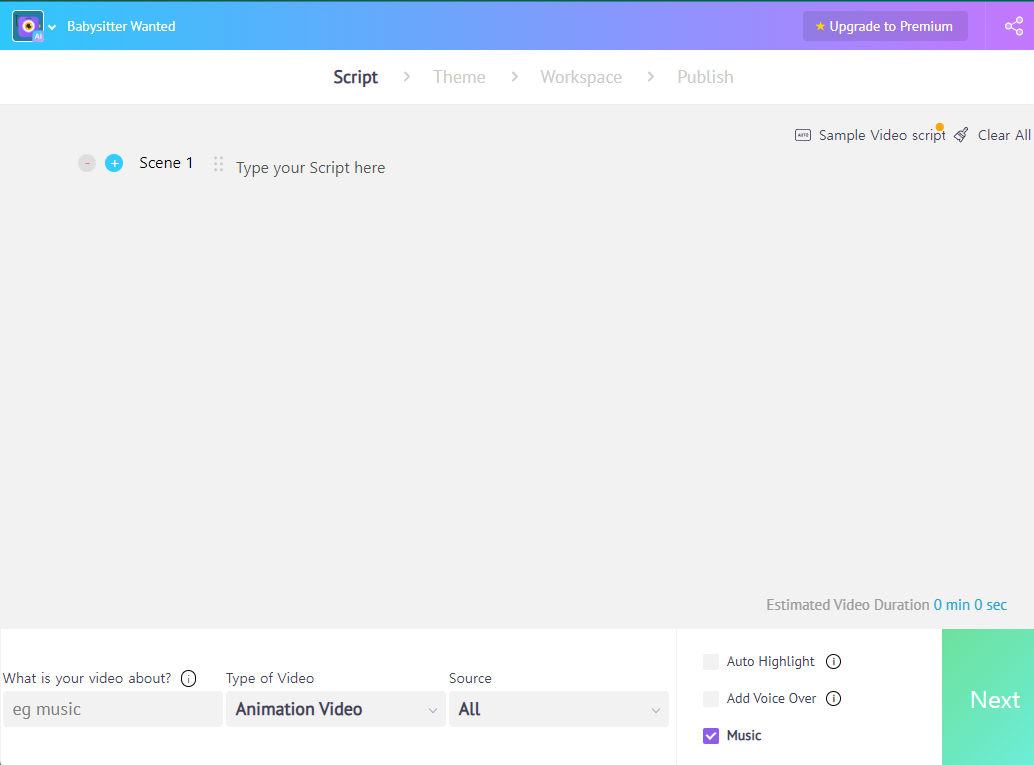 AI
Babysitter Wanted
Upgrade to Premium
Script
Theme
Workspace
Publish
AUTO Sample Video script
Clear All
- + Scene 1
Type your Script here
Estimated Video Duration 0 min 0 sec
What is your video about? i
eg music
Type of Video
Animation Video
Source
All
Auto Highlight i
Add Voice Over i
Music
Next